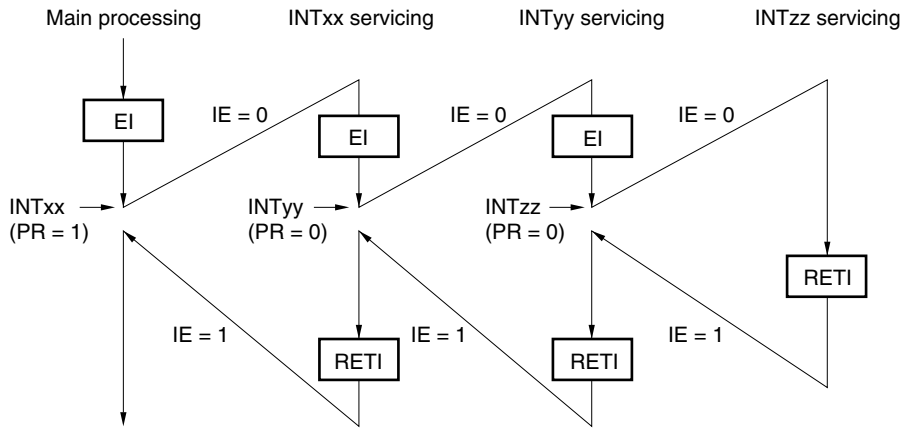 Main processing
INTxx servicing
INTyy servicing
INTzz servicing
EI
IE = 0
EI
IE = 0
EI
IE = 0
INTxx
(PR = 1)
INTyy
(PR = 0)
INTzz
(PR = 0)
RETI
IE = 1
RETI
IE = 1
RETI
IE = 1